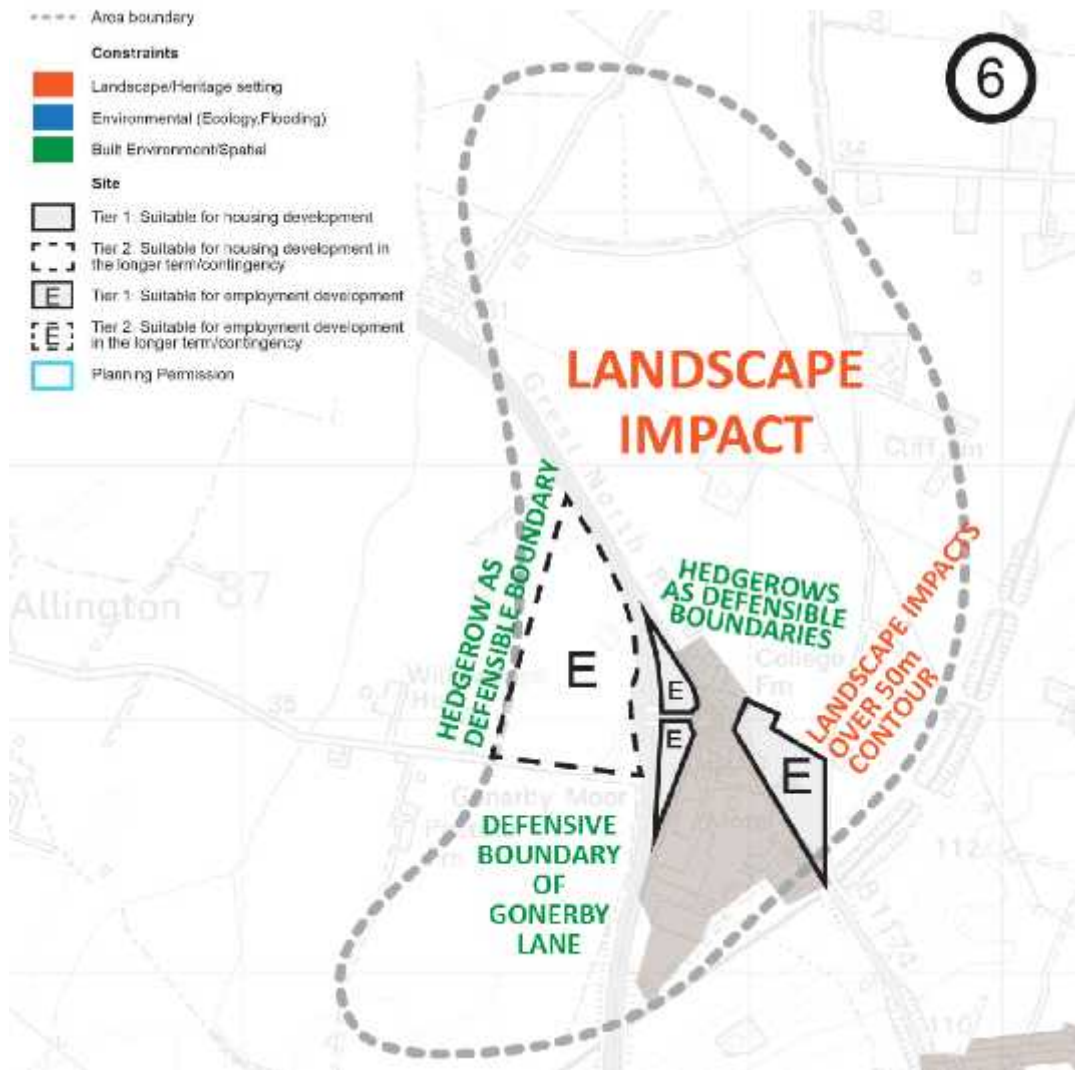 Area boundary
Constraints
Landscape/Heritage setting
Environmental (Ecology,Flooding)
Built Environment/Spatial
Site
Tier 1: Suitable for housing development
Tier 2: Suitable for housing development in
the longer term/contingency
E
Tier 1: Suitable for employment development
E
Tier 2: Suitable for employment development
in the longer term/contingency
Planning Permission
6
34
LANDSCAPE
IMPACT
Great North
HEDGEROW AS
DEFENSIBLE BOUNDARY
HEDGEROWS
AS DEFENSIBLE
BOUNDARIES
LANDSCAPE IMPACTS
OVER 50m
CONTOUR
Allington
37
35
College
Fm
E
E
E
E
Gonerby Moor
DEFENSIVE
BOUNDARY
OF
GONERBY
LANE
112
B1174
110